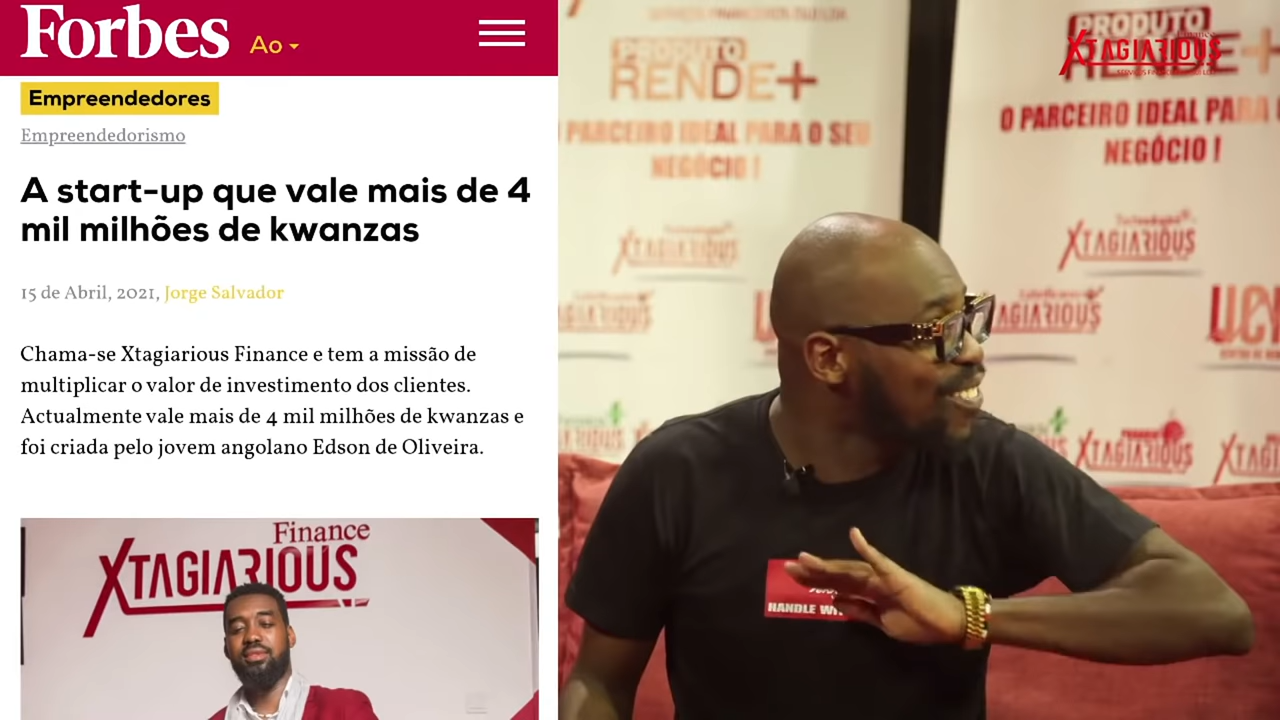 Forbes
Ao
Empreendedores
Empreendedorismo
A start-up que vale mais de 4
mil milhões de kwanzas
15 de Abril, 2021, Jorge Salvador
Chama-se Xtagiarious Finance e tem a missão de
multiplicar o valor de investimento dos clientes.
Actualmente vale mais de 4 mil milhões de kwanzas e
foi criada pelo jovem angolano Edson de Oliveira.
Finance
XTAGIARIOUS
PRODUTO
RENDE+
PARCEIRO IDEAL PARA O SEU
NEGÓCIO !
XTAGIARIOUS
PRODUTO
Finance
XTAGIARIOUS
O PARCEIRO IDEAL PARA
NEGÓCIO !
XTAGIARIOUS
XTAGIARIOUS
HANDLE